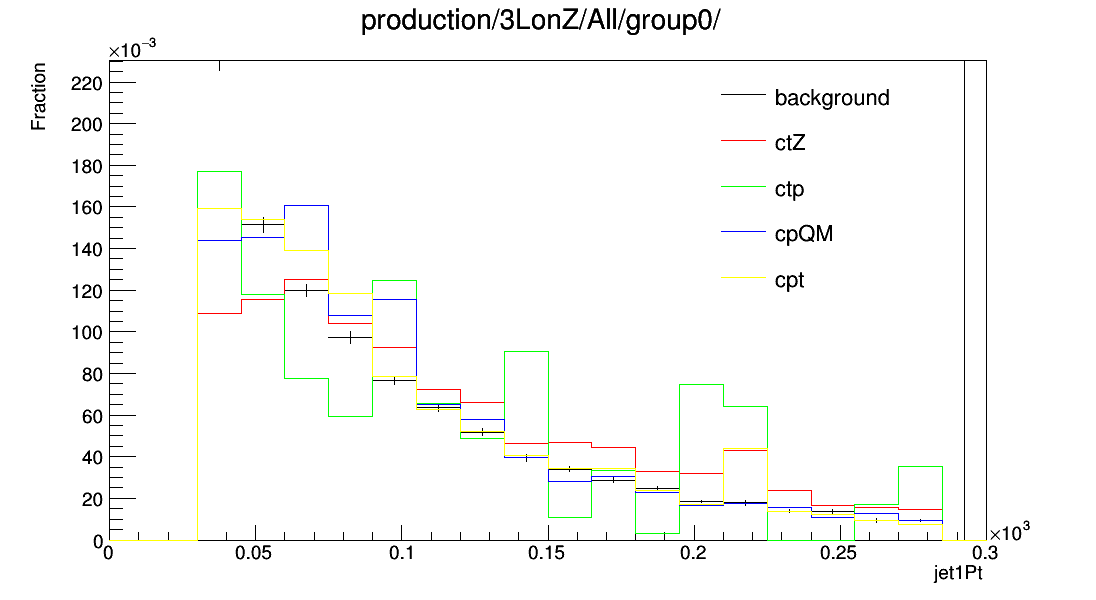 production/3LonZ/All/group0/
×10⁻³
Fraction
220
200
180
160
140
120
100
80
60
40
20
0
background
ctZ
ctp
cpQM
cpt
0 0.05 0.1 0.15 0.2 0.25 0.3
×10³
jet1Pt